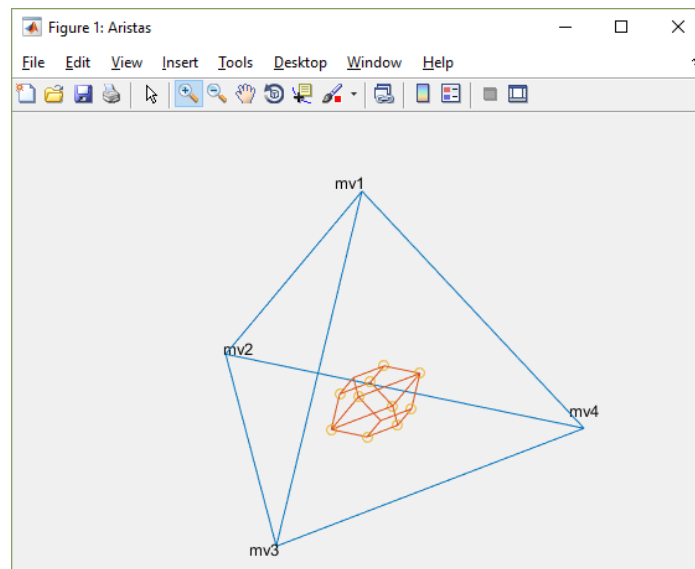 Figure 1: Aristas
File Edit View Insert Tools Desktop Window Help
mv1
mv2
mv4
mv3